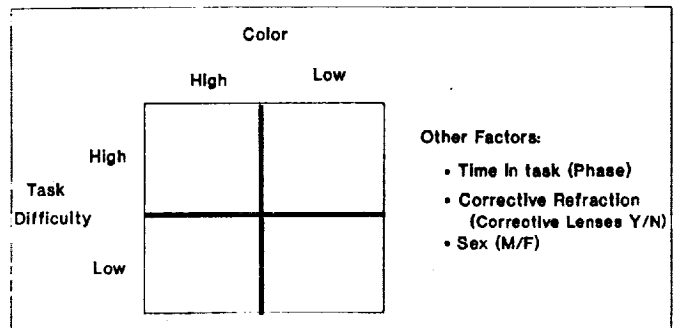 Color
High Low
High
Task
Difficulty
Low
Other Factors:
• Time In task (Phase)
• Corrective Refraction
(Corrective Lenses Y/N)
• Sex (M/F)